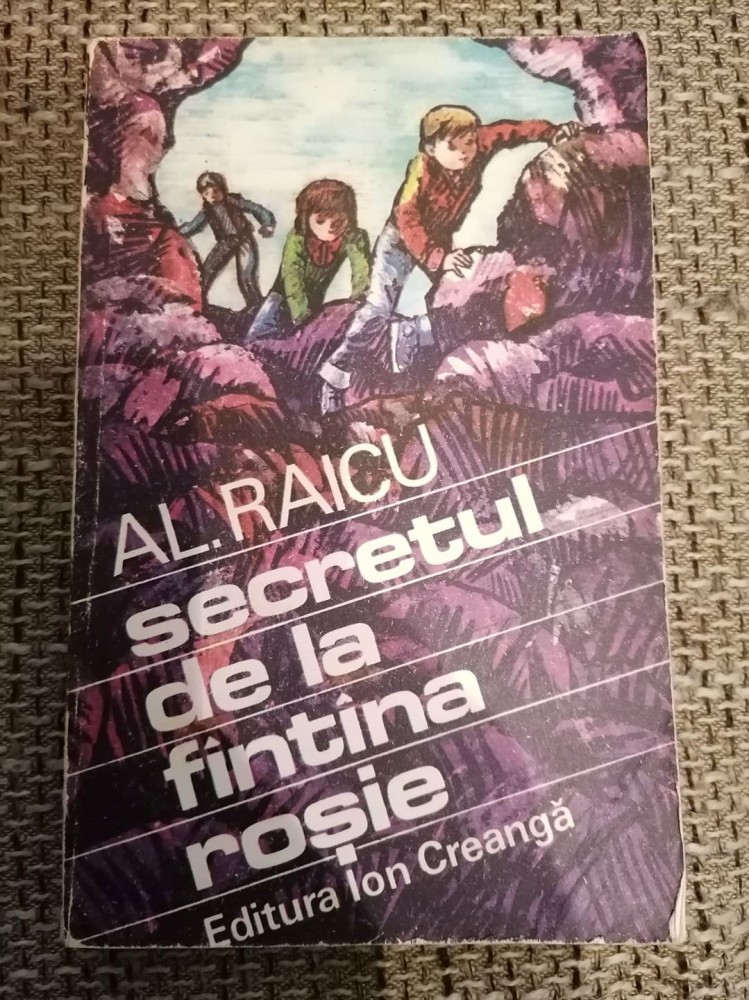 AL. RAICU
secretul
de la
fîntîna
roșie
Editura Ion Creangă